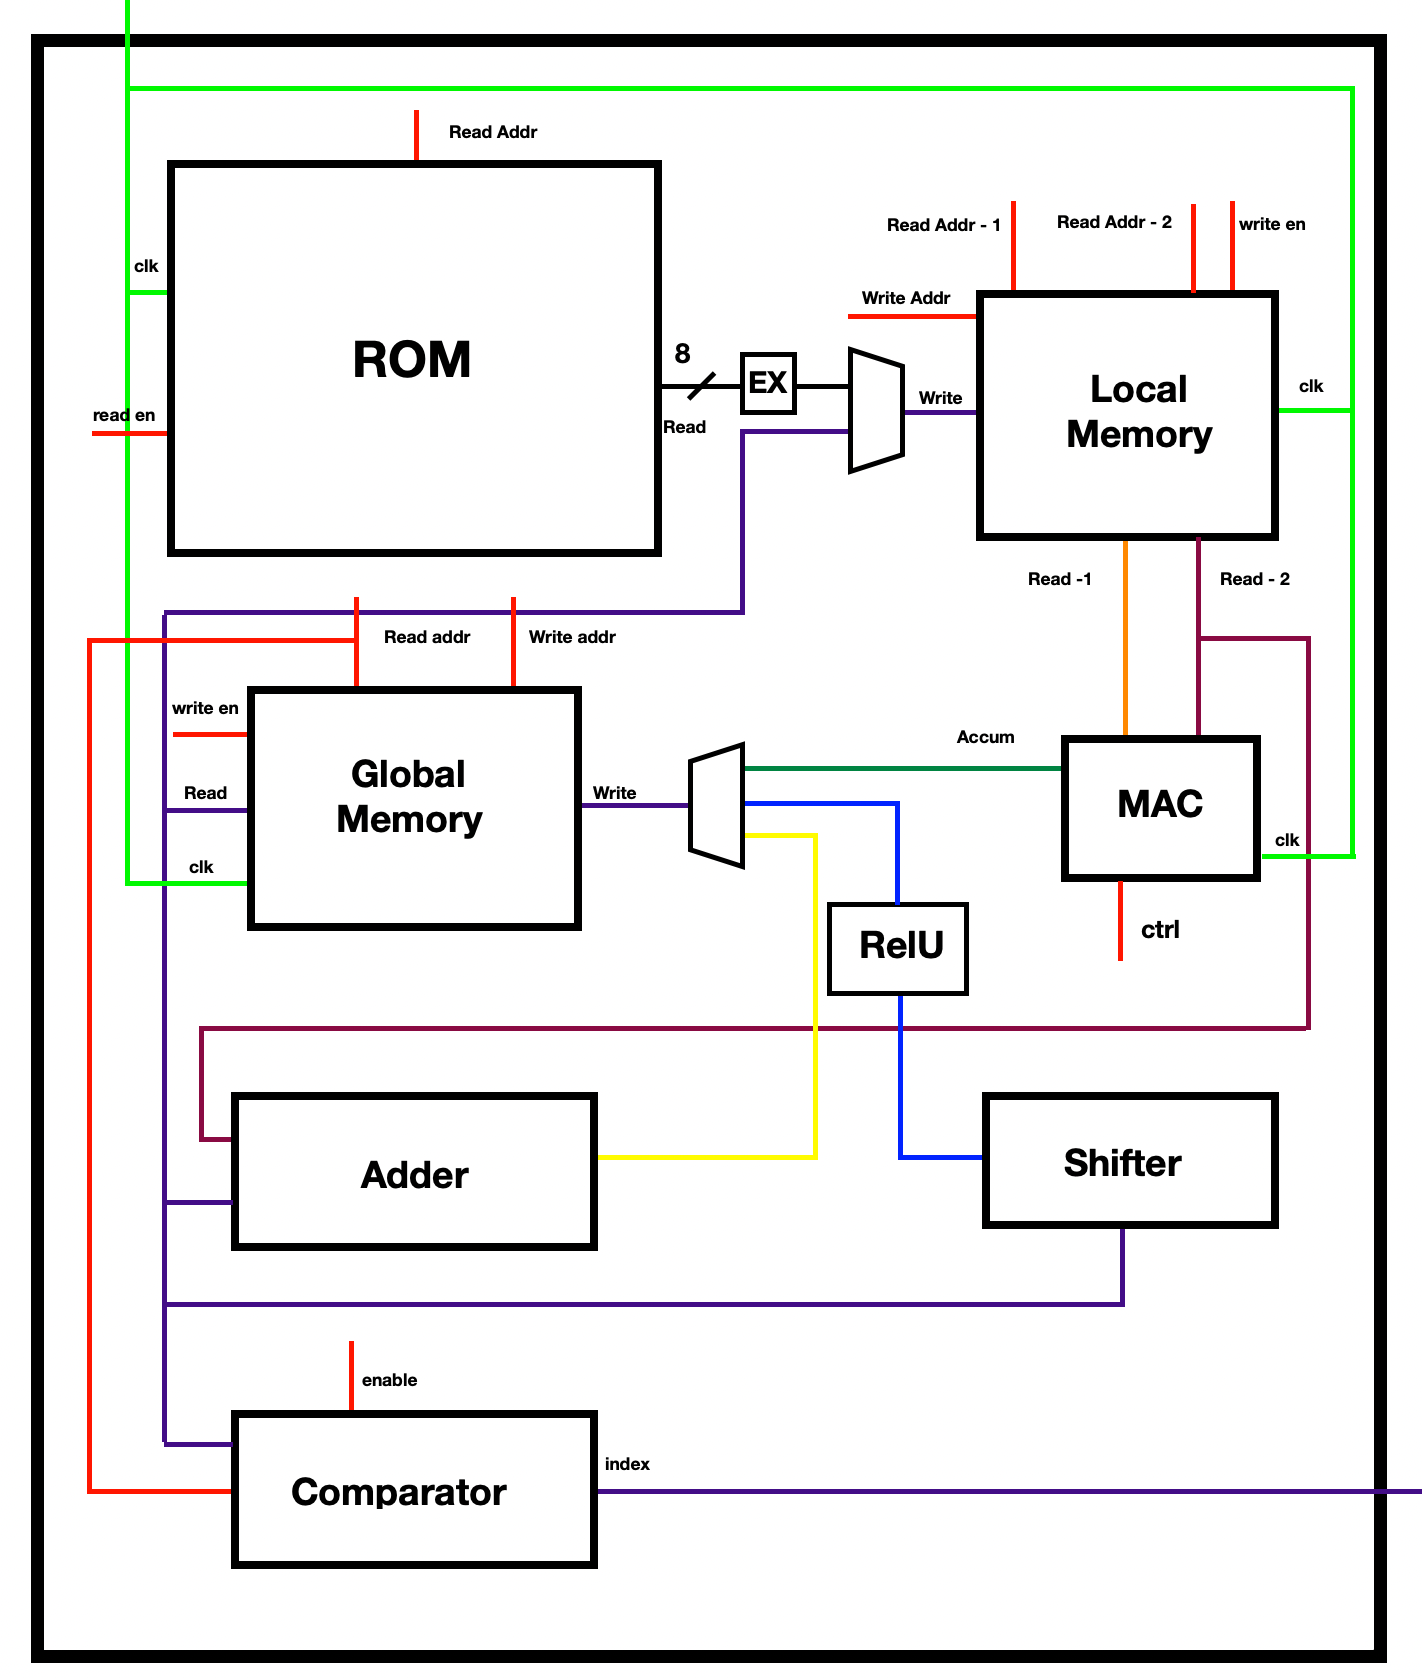 Read Addr
Read Addr - 1
Read Addr - 2
write en
clk
Write Addr
ROM
8
EX
Write
Local
Memory
clk
read en
Read
Read -1
Read - 2
Read addr
Write addr
write en
Accum
Global
Memory
Read
Write
MAC
clk
clk
RelU
ctrl
Adder
Shifter
enable
index
Comparator